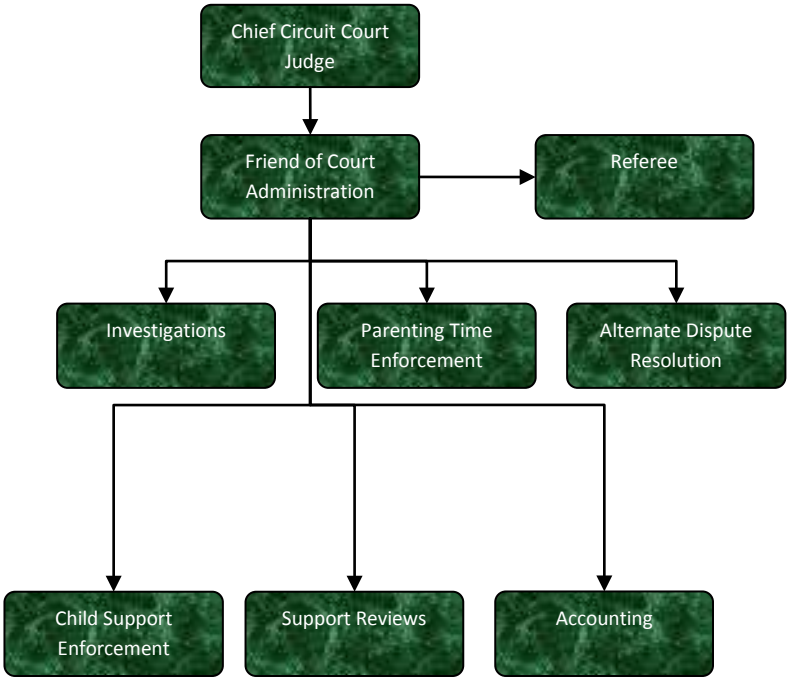 Chief Circuit Court
Judge
Friend of Court
Administration
Referee
Investigations
Parenting Time
Enforcement
Alternate Dispute
Resolution
Child Support
Enforcement
Support Reviews
Accounting